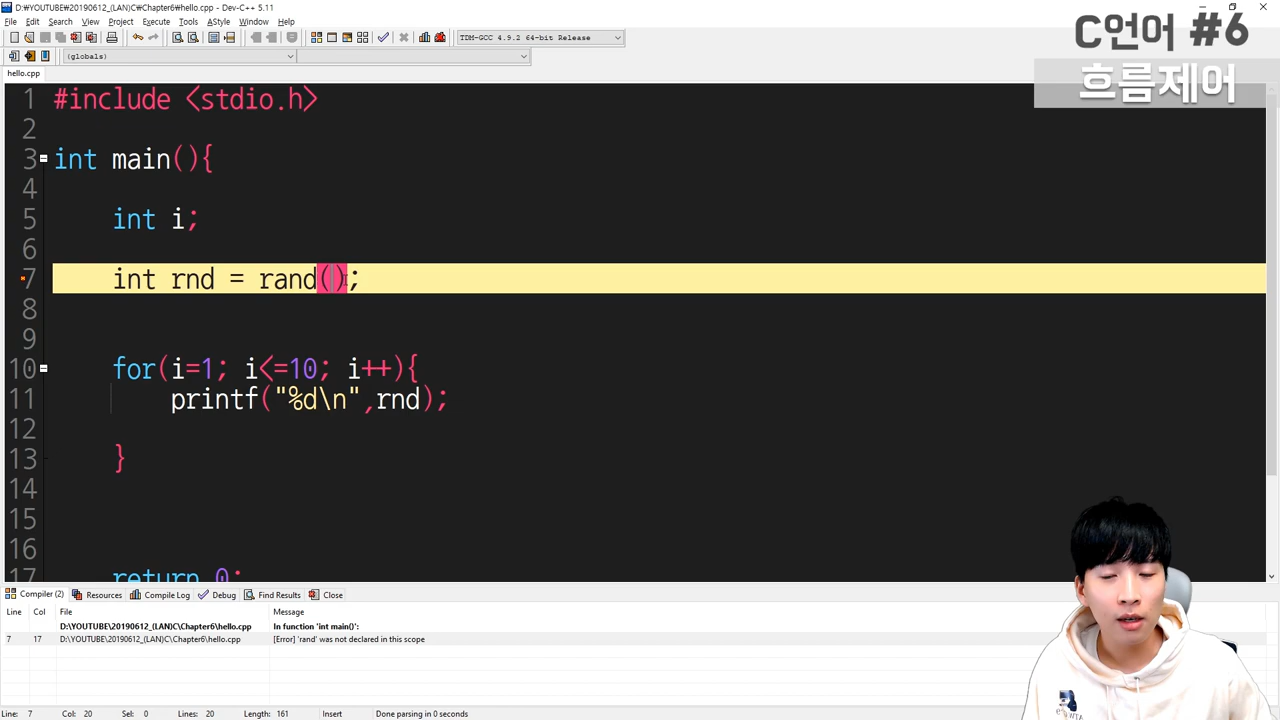 D:\YOUTUBE\20190612_(LAN)C\Chapter6\hello.cpp - Dev-C++ 5.11
File Edit Search View Project Execute Tools AStyle Window Help
TDM-GCC 4.9.2 64-bit Release
(globals)
hello.cpp
C언어 #6
흐름제어
1 #include <stdio.h>
2
3 int main(){
4
5 int i;
6
7 int rnd = rand();
8
9
10 for(i=1; i<=10; i++){
11 printf("%d\n",rnd);
12
13 }
14
15
16
17 return 0;
Compiler (2) Resources Compile Log Debug Find Results Close
Line Col File Message
D:\YOUTUBE\20190612_(LAN)C\Chapter6\hello.cpp In function 'int main()':
7 17 D:\YOUTUBE\20190612_(LAN)C\Chapter6\hello.cpp [Error] 'rand' was not declared in this scope
Line: 7 Col: 20 Sel: 0 Lines: 20 Length: 161 Insert Done parsing in 0 seconds